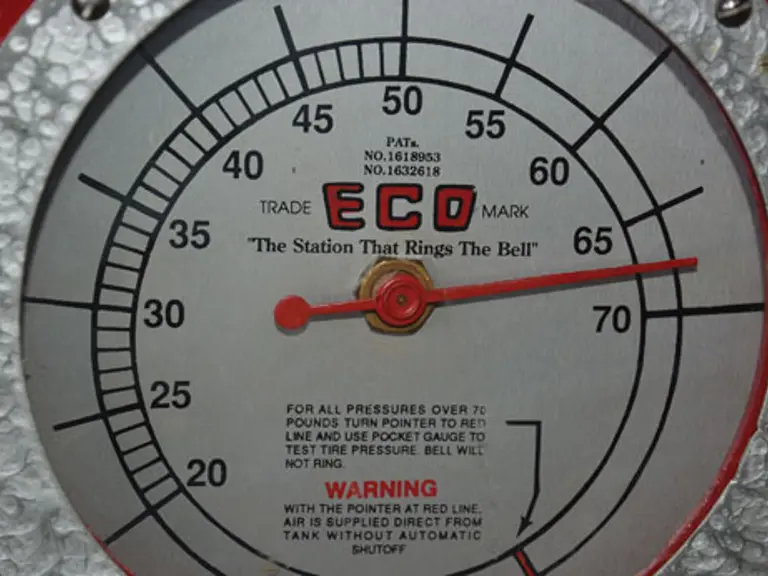 50
45
55
PATs.
NO.1618953
NO.1632618
40
60
TRADE ECO MARK
"The Station That Rings The Bell"
35
65
30
70
25
20
FOR ALL PRESSURES OVER 70
POUNDS TURN POINTER TO RED
LINE AND USE POCKET GAUGE TO
TEST TIRE PRESSURE. BELL WILL
NOT RING.
WARNING
WITH THE POINTER AT RED LINE,
AIR IS SUPPLIED DIRECT FROM
TANK WITHOUT AUTOMATIC
SHUTOFF